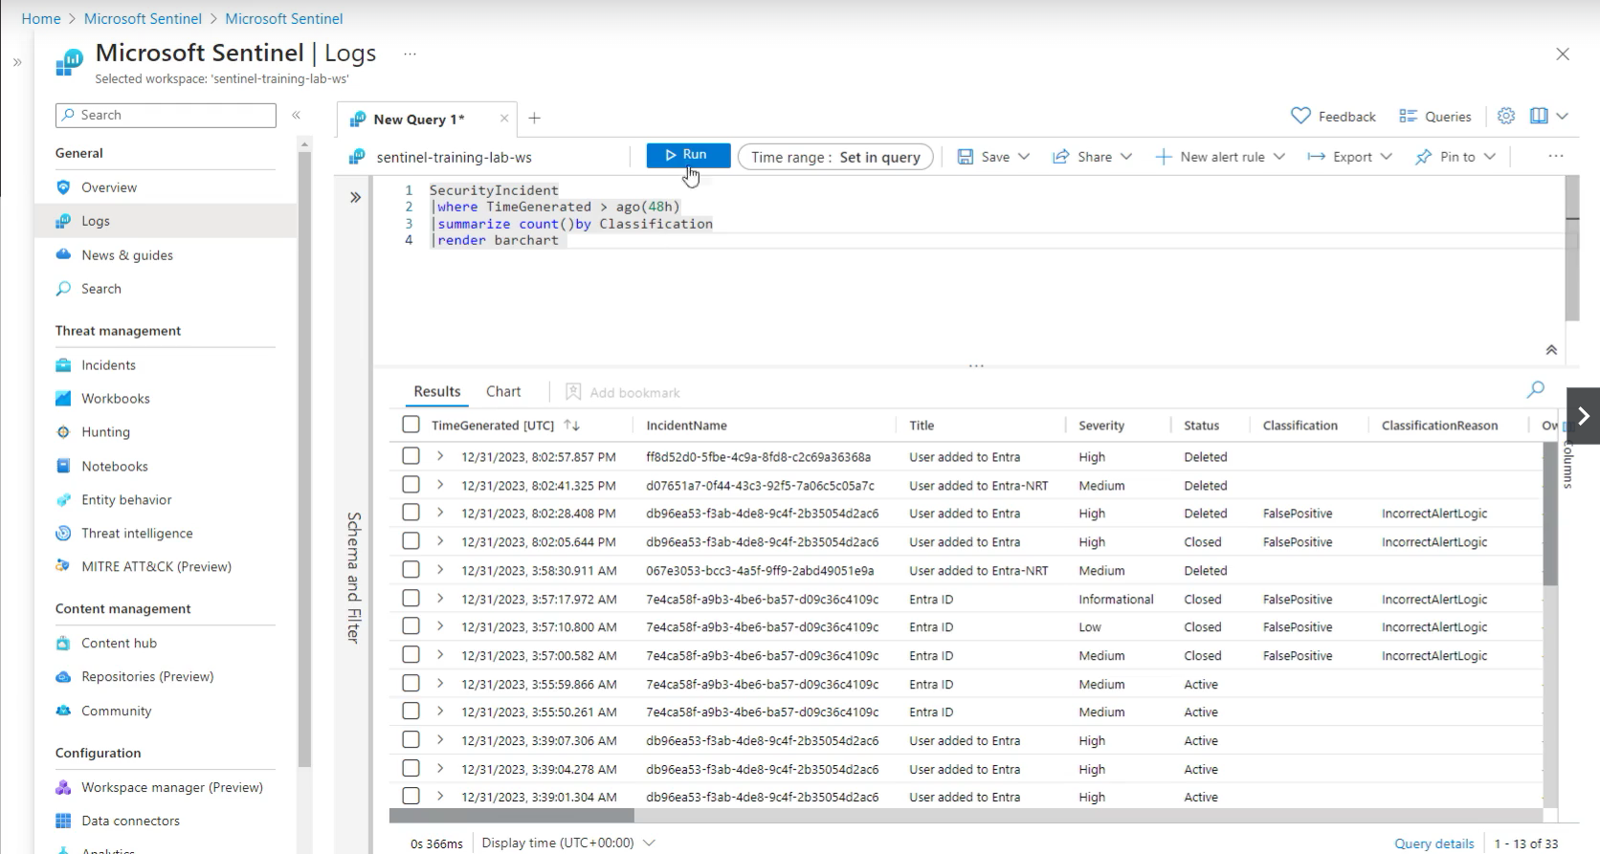 Home > Microsoft Sentinel > Microsoft Sentinel
Microsoft Sentinel | Logs ...
Selected workspace: 'sentinel-training-lab-ws'
Search
General
Overview
Logs
News & guides
Search
Threat management
Incidents
Workbooks
Hunting
Notebooks
Entity behavior
Threat intelligence
MITRE ATT&CK (Preview)
Content management
Content hub
Repositories (Preview)
Community
Configuration
Workspace manager (Preview)
Data connectors
Analytics
New Query 1*
Feedback
Queries
sentinel-training-lab-ws
Run
Time range : Set in query
Save
Share
New alert rule
Export
Pin to
1 SecurityIncident
2 |where TimeGenerated > ago(48h)
3 |summarize count()by Classification
4 |render barchart
Schema and Filter
Results Chart Add bookmark
TimeGenerated [UTC] IncidentName Title Severity Status Classification ClassificationReason Ow
12/31/2023, 8:02:57.857 PM ff8d52d0-5fbe-4c9a-8fd8-c2c69a36368a User added to Entra High Deleted
12/31/2023, 8:02:41.325 PM d07651a7-0f44-43c3-92f5-7a06c5c05a7c User added to Entra-NRT Medium Deleted
12/31/2023, 8:02:28.408 PM db96ea53-f3ab-4de8-9c4f-2b35054d2ac6 User added to Entra High Deleted FalsePositive IncorrectAlertLogic
12/31/2023, 8:02:05.644 PM db96ea53-f3ab-4de8-9c4f-2b35054d2ac6 User added to Entra High Closed FalsePositive IncorrectAlertLogic
12/31/2023, 3:58:30.911 AM 067e3053-bcc3-4a5f-9ff9-2abd49051e9a User added to Entra-NRT Medium Deleted
12/31/2023, 3:57:17.972 AM 7e4ca58f-a9b3-4be6-ba57-d09c36c4109c Entra ID Informational Closed FalsePositive IncorrectAlertLogic
12/31/2023, 3:57:10.800 AM 7e4ca58f-a9b3-4be6-ba57-d09c36c4109c Entra ID Low Closed FalsePositive IncorrectAlertLogic
12/31/2023, 3:57:00.582 AM 7e4ca58f-a9b3-4be6-ba57-d09c36c4109c Entra ID Medium Closed FalsePositive IncorrectAlertLogic
12/31/2023, 3:55:59.866 AM 7e4ca58f-a9b3-4be6-ba57-d09c36c4109c Entra ID Medium Active
12/31/2023, 3:55:50.261 AM 7e4ca58f-a9b3-4be6-ba57-d09c36c4109c Entra ID Medium Active
12/31/2023, 3:39:07.306 AM db96ea53-f3ab-4de8-9c4f-2b35054d2ac6 User added to Entra High Active
12/31/2023, 3:39:04.278 AM db96ea53-f3ab-4de8-9c4f-2b35054d2ac6 User added to Entra High Active
12/31/2023, 3:39:01.304 AM db96ea53-f3ab-4de8-9c4f-2b35054d2ac6 User added to Entra High Active
Columns
0s 366ms Display time (UTC+00:00) Query details 1 - 13 of 33